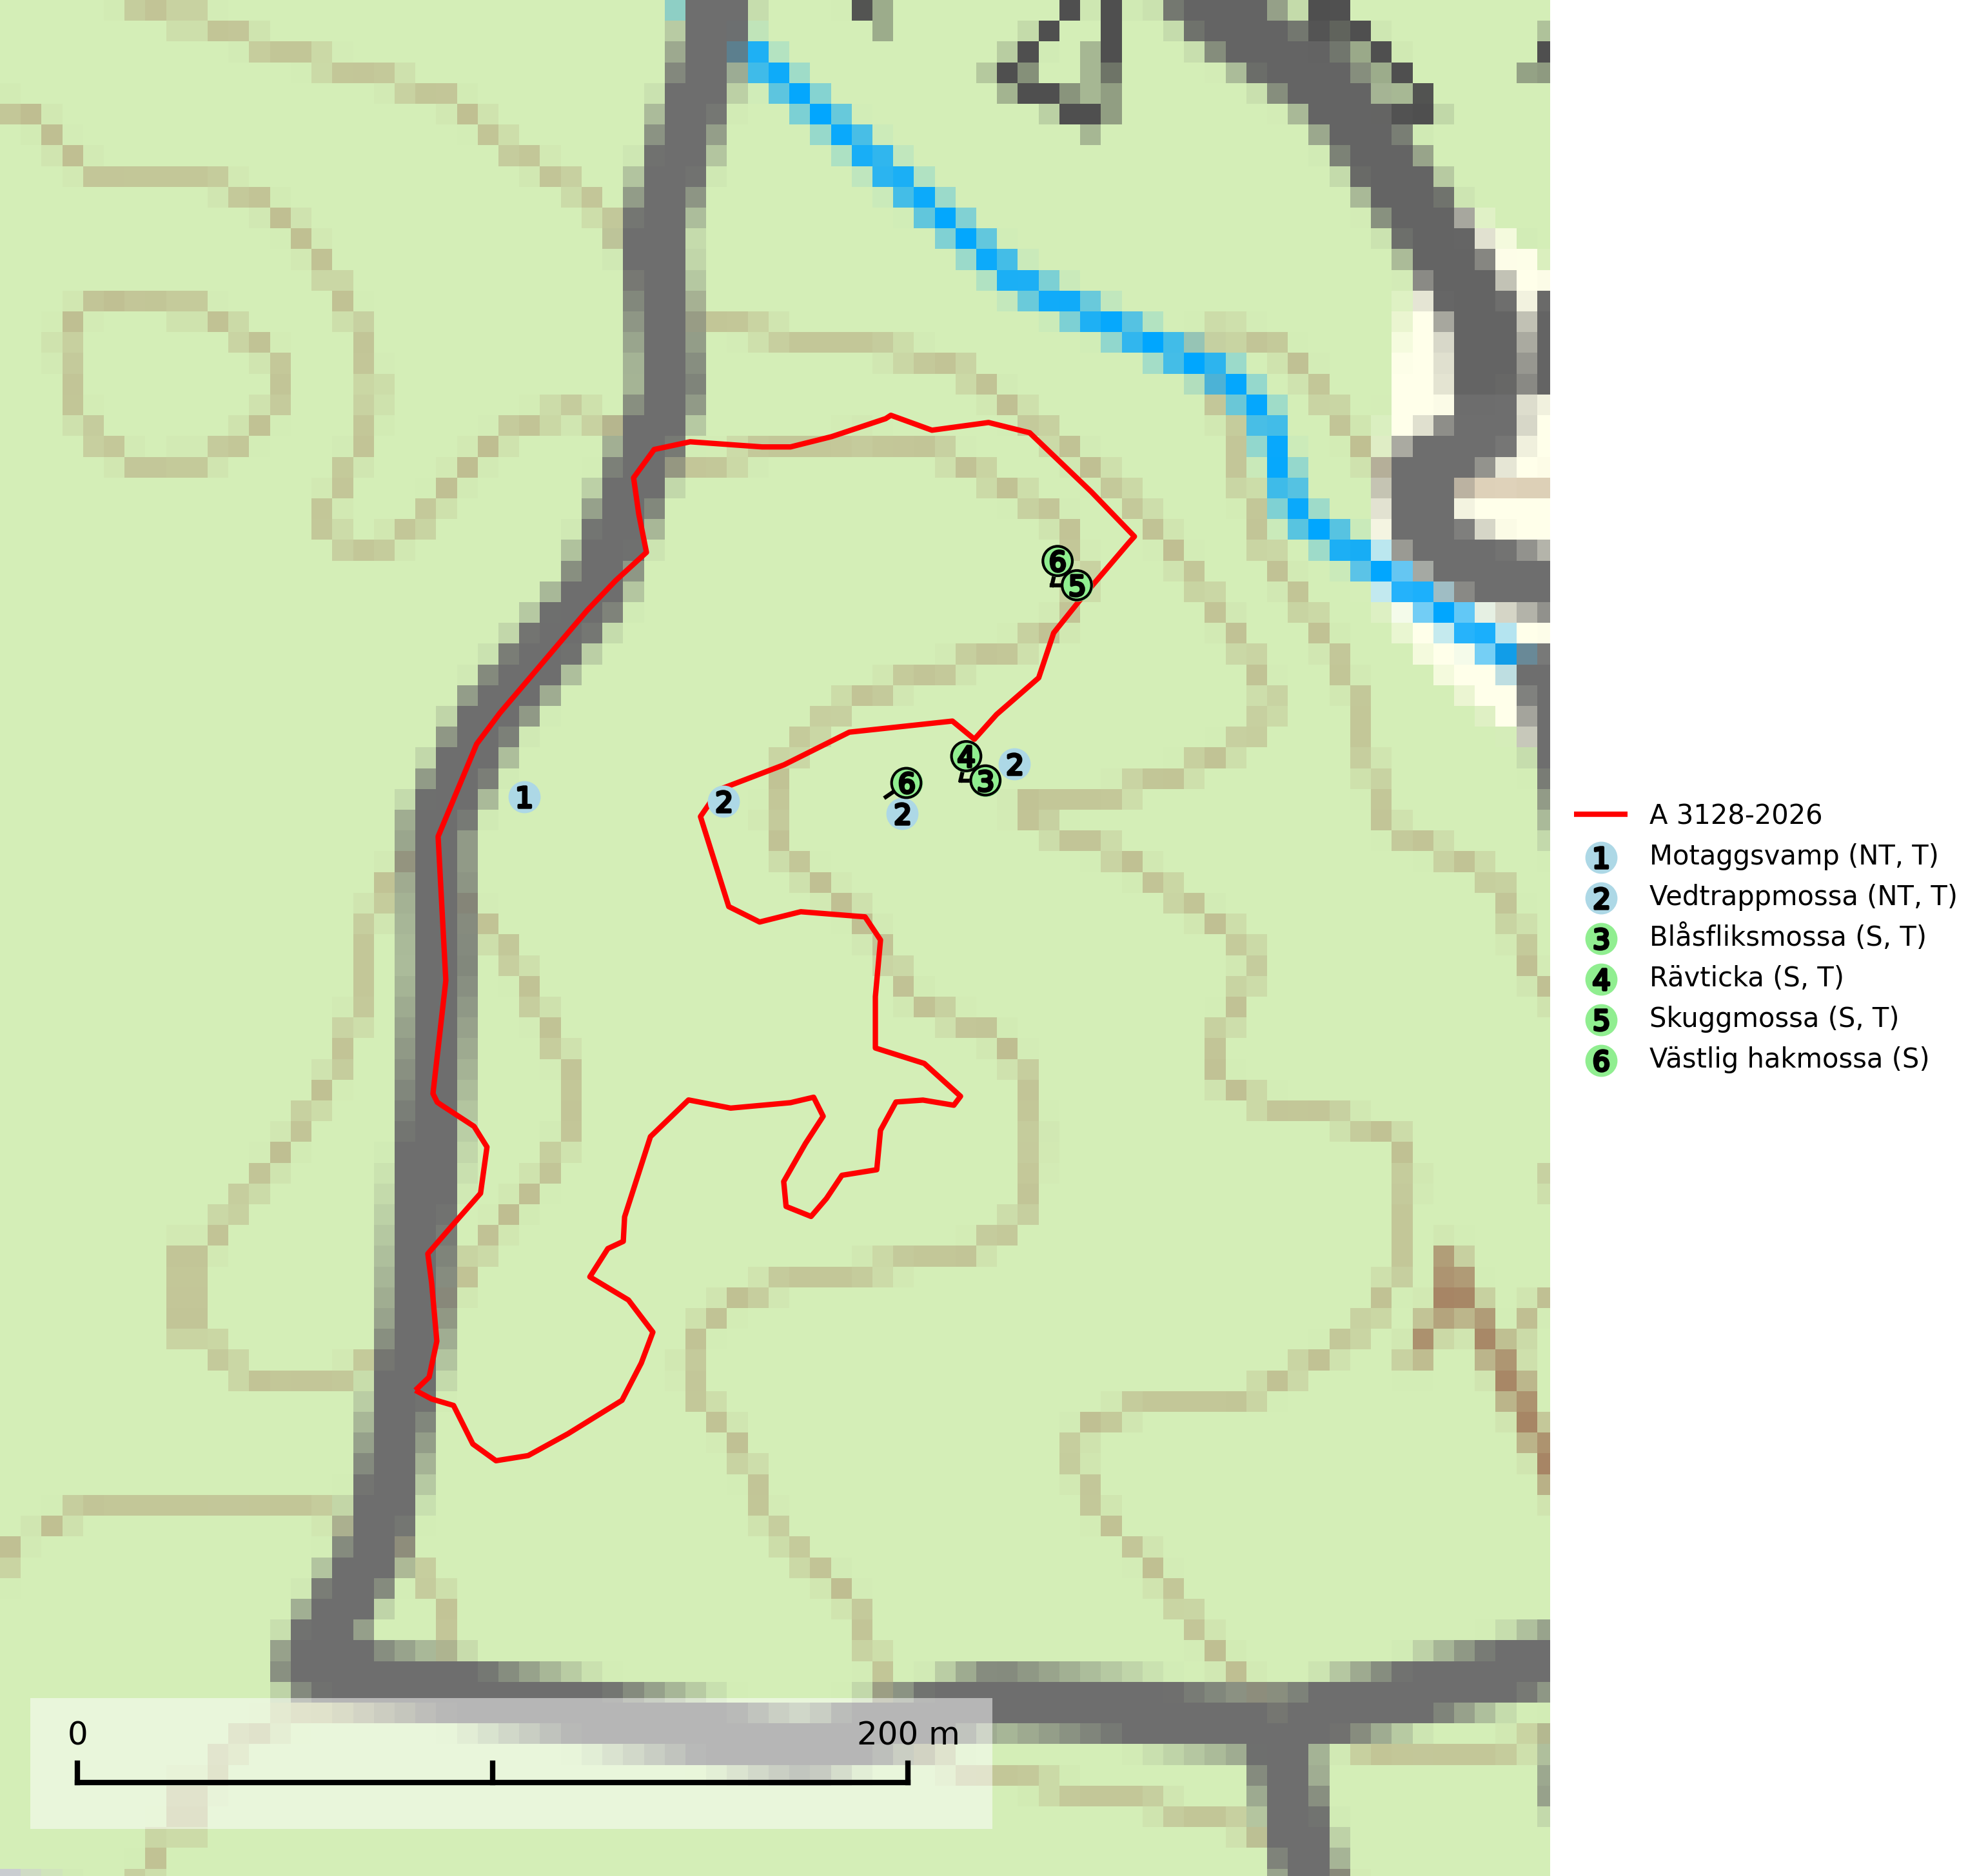 6
5
4
3
2
6
2
2
1
A 3128-2026
1 Motaggsvamp (NT, T)
2 Vedtrappmossa (NT, T)
3 Blåsfliksmossa (S, T)
4 Rävticka (S, T)
5 Skuggmossa (S, T)
6 Västlig hakmossa (S)
0 200 m